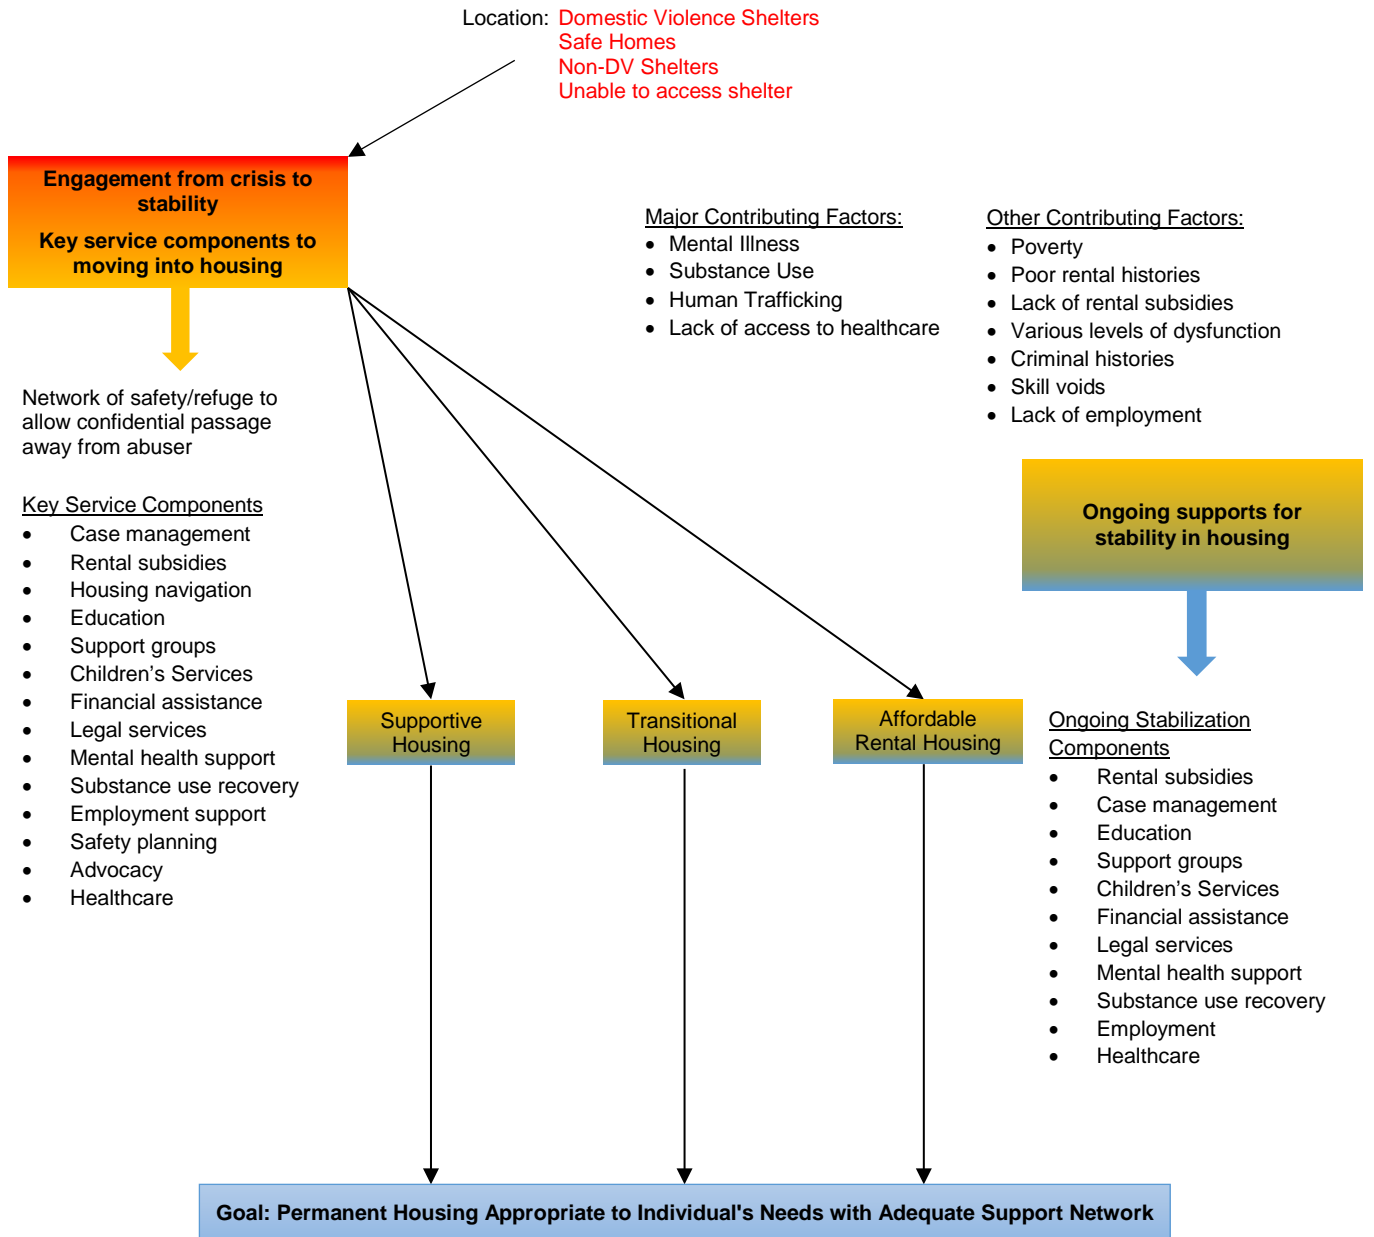 Location: Domestic Violence Shelters
Safe Homes
Non-DV Shelters
Unable to access shelter
Engagement from crisis to
stability
Key service components to
moving into housing
Major Contributing Factors:
• Mental Illness
• Substance Use
• Human Trafficking
• Lack of access to healthcare
Other Contributing Factors:
• Poverty
• Poor rental histories
• Lack of rental subsidies
• Various levels of dysfunction
• Criminal histories
• Skill voids
• Lack of employment
Network of safety/refuge to
allow confidential passage
away from abuser
Key Service Components
• Case management
• Rental subsidies
• Housing navigation
• Education
• Support groups
• Children’s Services
• Financial assistance
• Legal services
• Mental health support
• Substance use recovery
• Employment support
• Safety planning
• Advocacy
• Healthcare
Ongoing supports for
stability in housing
Supportive
Housing
Transitional
Housing
Affordable
Rental Housing
Ongoing Stabilization
Components
• Rental subsidies
• Case management
• Education
• Support groups
• Children’s Services
• Financial assistance
• Legal services
• Mental health support
• Substance use recovery
• Employment
• Healthcare
Goal: Permanent Housing Appropriate to Individual's Needs with Adequate Support Network